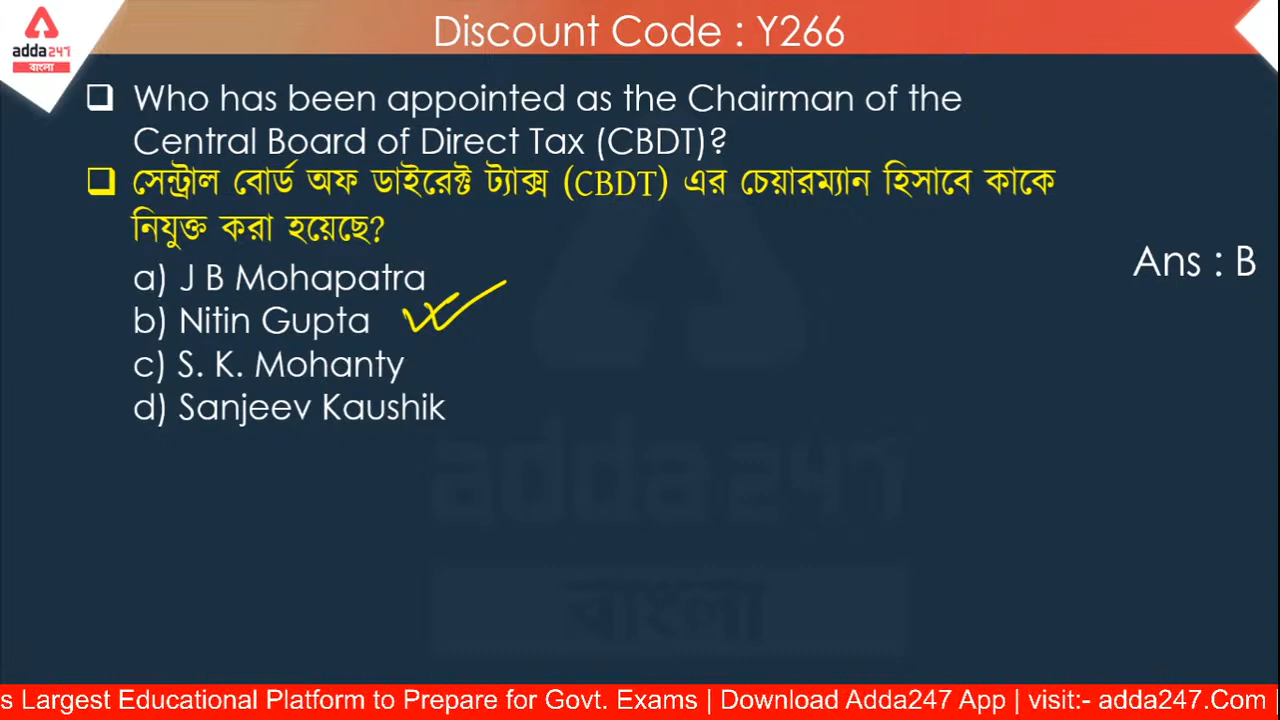 Discount Code : Y266
adda247
বাংলা
Who has been appointed as the Chairman of the
Central Board of Direct Tax (CBDT)?
সেন্ট্রাল বোর্ড অফ ডাইরেক্ট ট্যাক্স (CBDT) এর চেয়ারম্যান হিসাবে কাকে
নিযুক্ত করা হয়েছে?
a) J B Mohapatra
b) Nitin Gupta
c) S. K. Mohanty
d) Sanjeev Kaushik
Ans : B
adda247
বাংলা
s Largest Educational Platform to Prepare for Govt. Exams | Download Adda247 App | visit:- adda247.Com